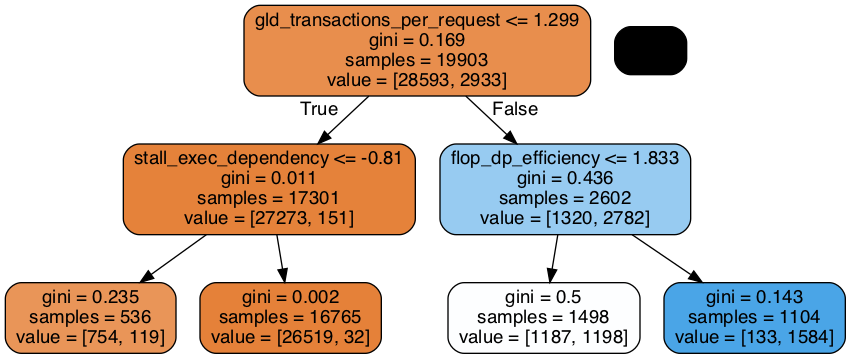 gld_transactions_per_request <= 1.299
gini = 0.169
samples = 19903
value = [28593, 2933]
True
False
stall_exec_dependency <= -0.81
gini = 0.011
samples = 17301
value = [27273, 151]
flop_dp_efficiency <= 1.833
gini = 0.436
samples = 2602
value = [1320, 2782]
gini = 0.235
samples = 536
value = [754, 119]
gini = 0.002
samples = 16765
value = [26519, 32]
gini = 0.5
samples = 1498
value = [1187, 1198]
gini = 0.143
samples = 1104
value = [133, 1584]